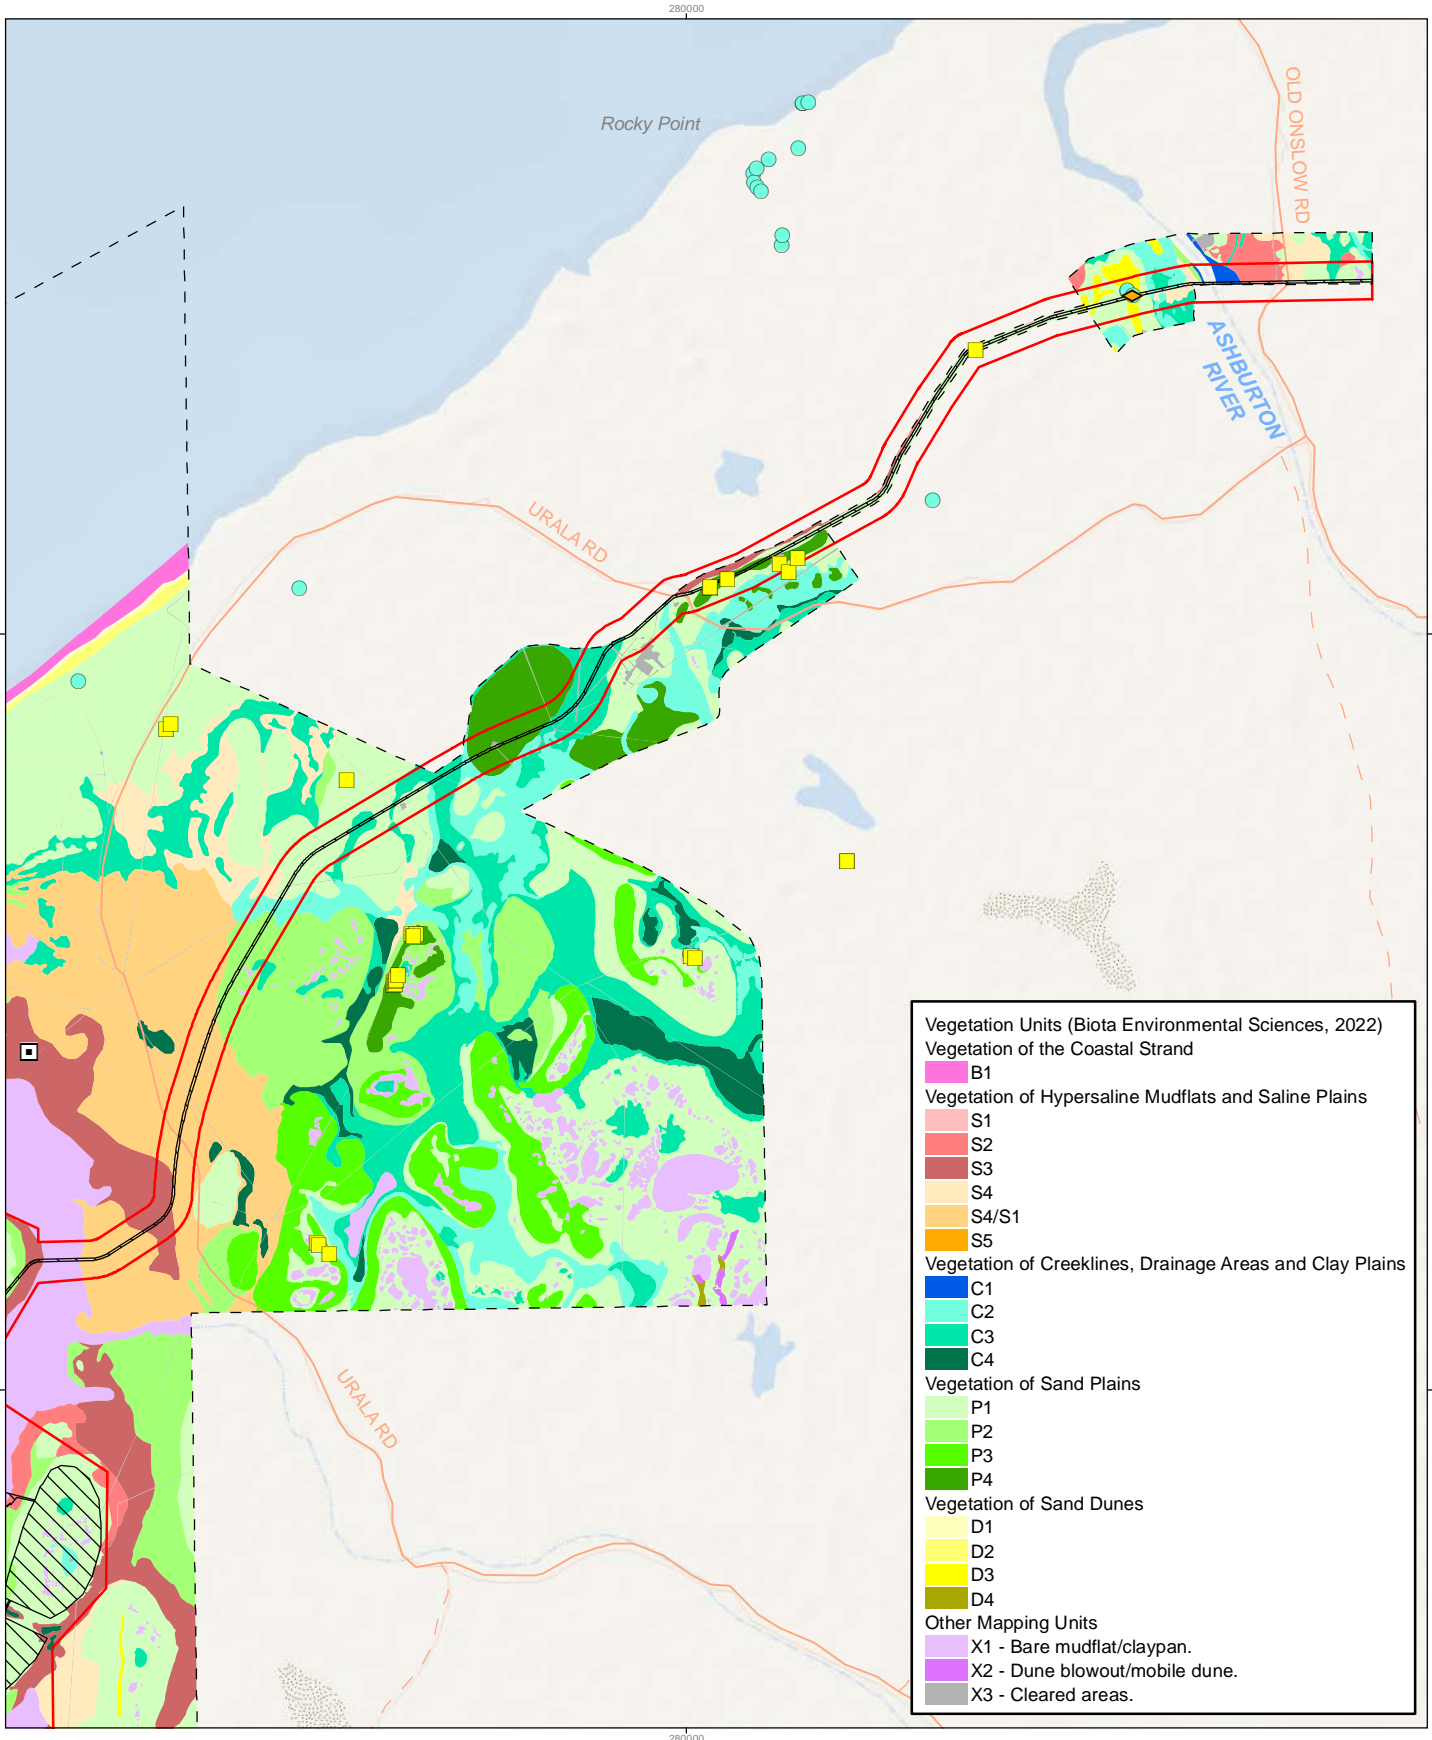 280000
Rocky Point
OLD ONSLOW RD
ASHBURTON
RIVER
URALA RD
Vegetation Units (Biota Environmental Sciences, 2022)
Vegetation of the Coastal Strand
B1
Vegetation of Hypersaline Mudflats and Saline Plains
S1
S2
S3
S4
S4/S1
S5
Vegetation of Creeklines, Drainage Areas and Clay Plains
C1
C2
C3
C4
Vegetation of Sand Plains
P1
P2
P3
P4
Vegetation of Sand Dunes
D1
D2
D3
D4
Other Mapping Units
X1 - Bare mudflat/claypan.
X2 - Dune blowout/mobile dune.
X3 - Cleared areas.
URALA RD
280000